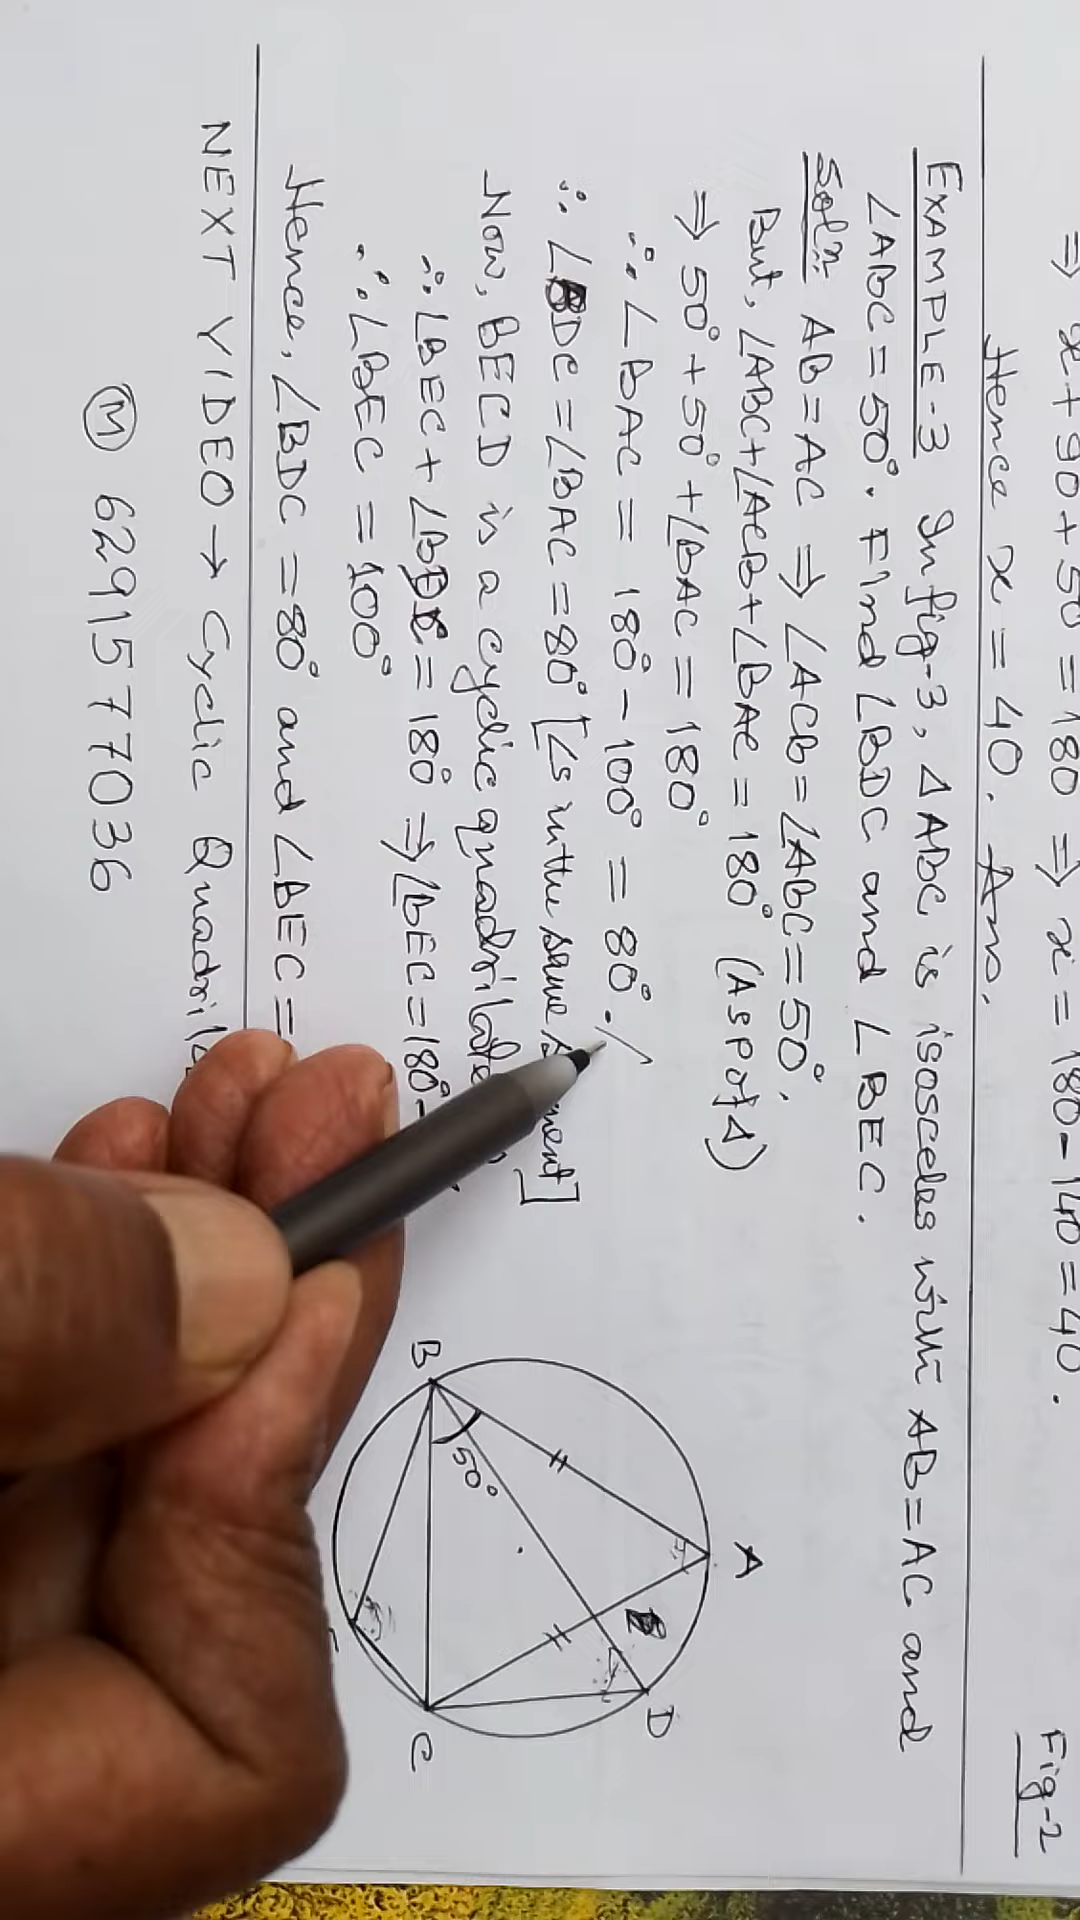 ⇒ x + 90 + 50 = 180 ⇒ x = 180 - 140 = 40.
Hence x = 40. Ans.
Fig-2
EXAMPLE-3 In fig-3, ΔABC is isosceles with AB = AC and
∠ABC = 50°. Find ∠BDC and ∠BEC.
Soln: AB = AC ⇒ ∠ACB = ∠ABC = 50°.
But, ∠ABC + ∠ACB + ∠BAC = 180° (ASP of Δ)
⇒ 50° + 50° + ∠BAC = 180°
∴ ∠BAC = 180° - 100° = 80°.
∴ ∠BDC = ∠BAC = 80° [∠s in the same segment]
Now, BECD is a cyclic quadrilate
∴ ∠BEC + ∠BDC = 180° ⇒ ∠BEC = 180° -
∴ ∠BEC = 100°
Hence, ∠BDC = 80° and ∠BEC =
NEXT VIDEO → Cyclic Quadril
M 6291577036
A
B
50°
D
C